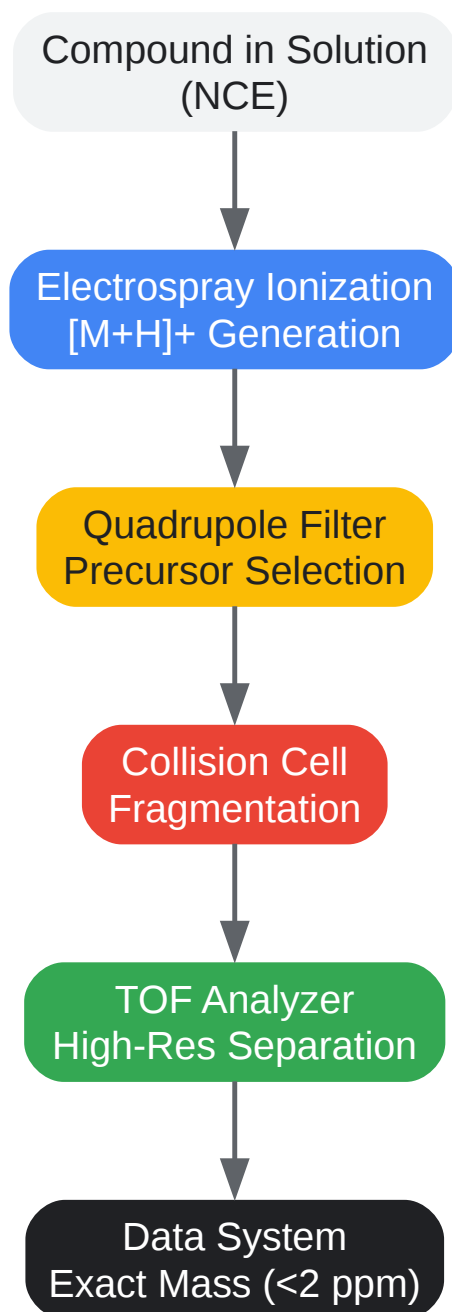 Compound in Solution
(NCE)
Electrospray Ionization
[M+H]+ Generation
Quadrupole Filter
Precursor Selection
Collision Cell
Fragmentation
TOF Analyzer
High-Res Separation
Data System
Exact Mass (<2 ppm)